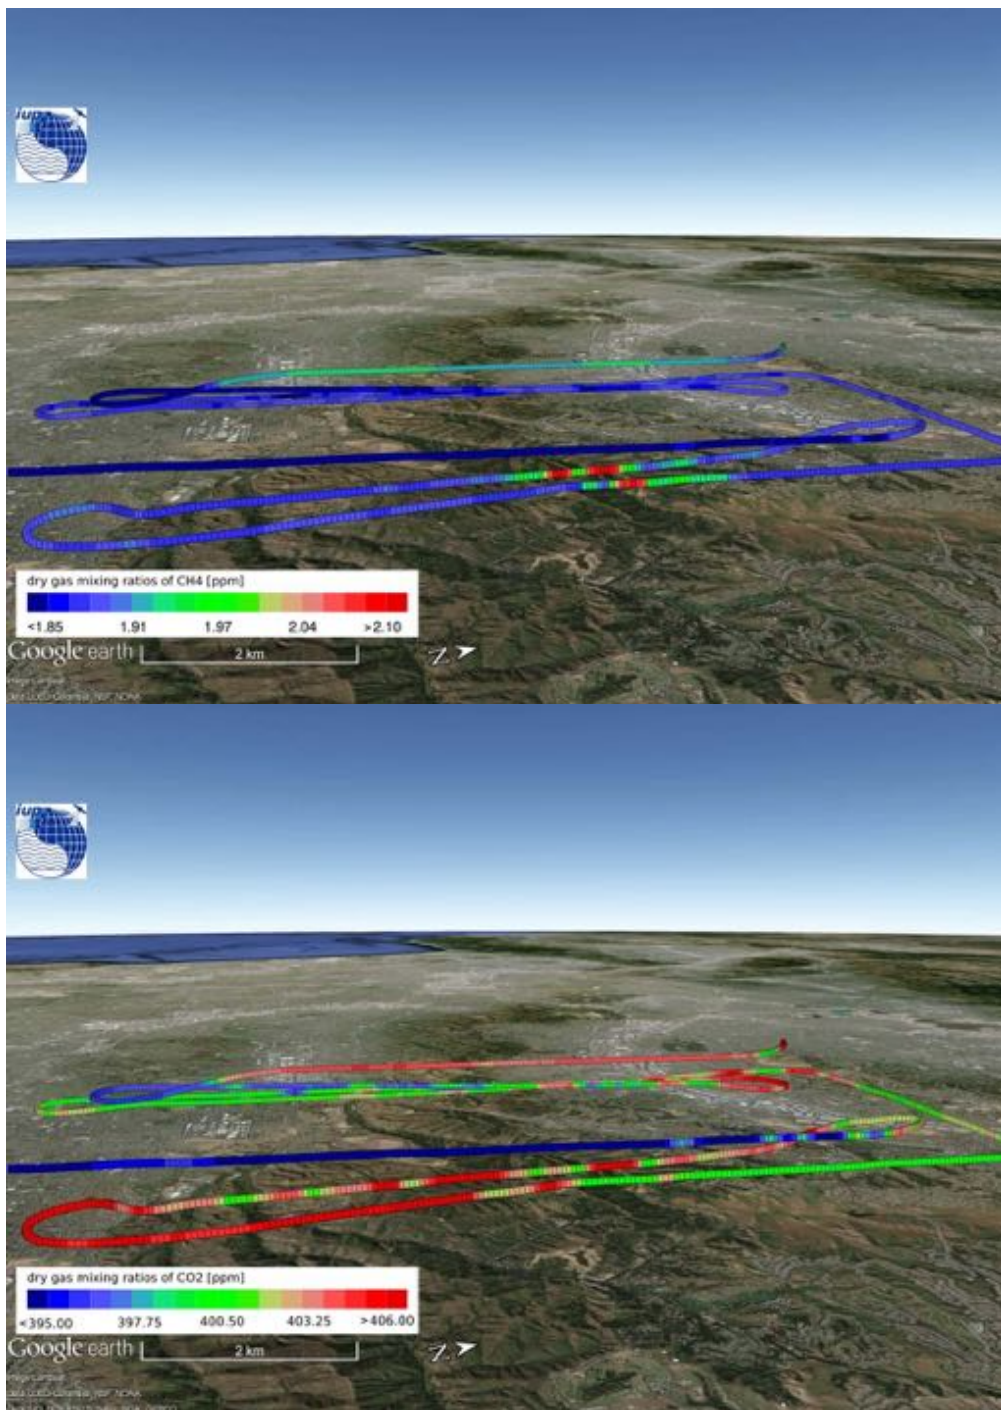 iup
dry gas mixing ratios of CH4 [ppm]
<1.85 1.91 1.97 2.04 >2.10
Google earth
2 km
N
iup
dry gas mixing ratios of CO2 [ppm]
<395.00 397.75 400.50 403.25 >406.00
Google earth
2 km
N